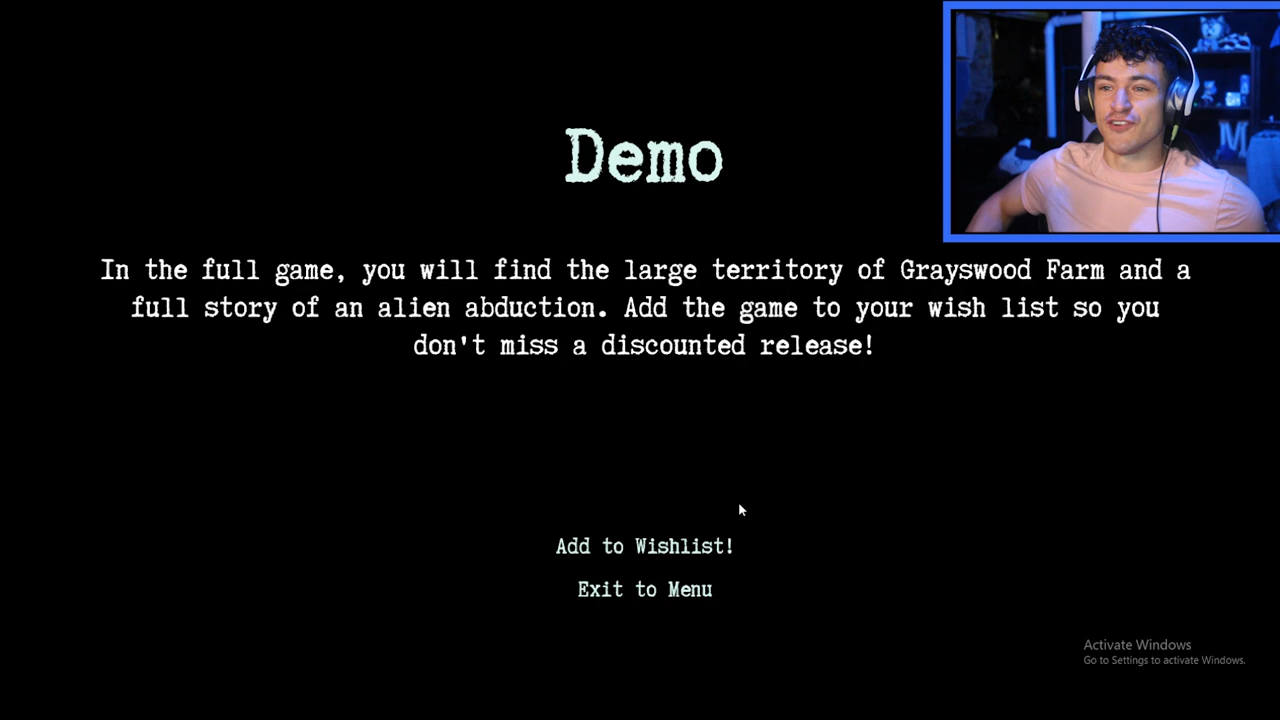 Demo
In the full game, you will find the large territory of Grayswood Farm and a
full story of an alien abduction. Add the game to your wish list so you
don't miss a discounted release!
Add to Wishlist!
Exit to Menu
Activate Windows
Go to Settings to activate Windows.